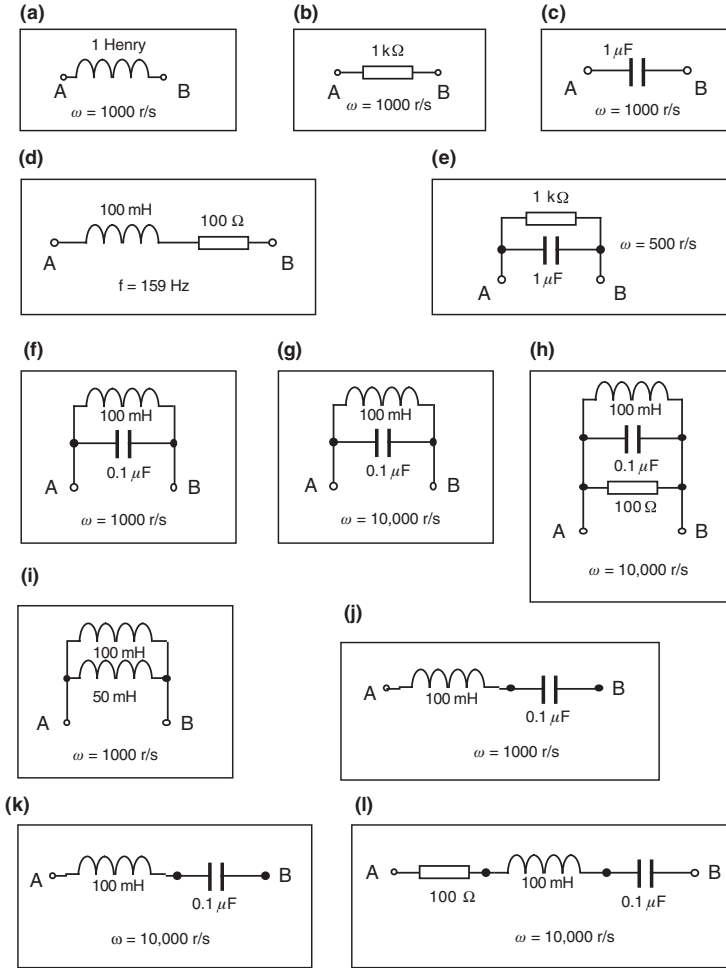 (a)
1 Henry
A B
ω = 1000 r/s
(b)
1 kΩ
A B
ω = 1000 r/s
(c)
1 μF
A B
ω = 1000 r/s
(d)
100 mH 100 Ω
A B
f = 159 Hz
(e)
1 kΩ
ω = 500 r/s
A 1 μF B
(f)
100 mH
0.1 μF
A B
ω = 1000 r/s
(g)
100 mH
0.1 μF
A B
ω = 10,000 r/s
(h)
100 mH
0.1 μF
100 Ω
A B
ω = 10,000 r/s
(i)
100 mH
50 mH
A B
ω = 1000 r/s
(j)
A B
100 mH
0.1 μF
ω = 1000 r/s
(k)
A B
100 mH
0.1 μF
ω = 10,000 r/s
(l)
A B
100 Ω 100 mH 0.1 μF
ω = 10,000 r/s